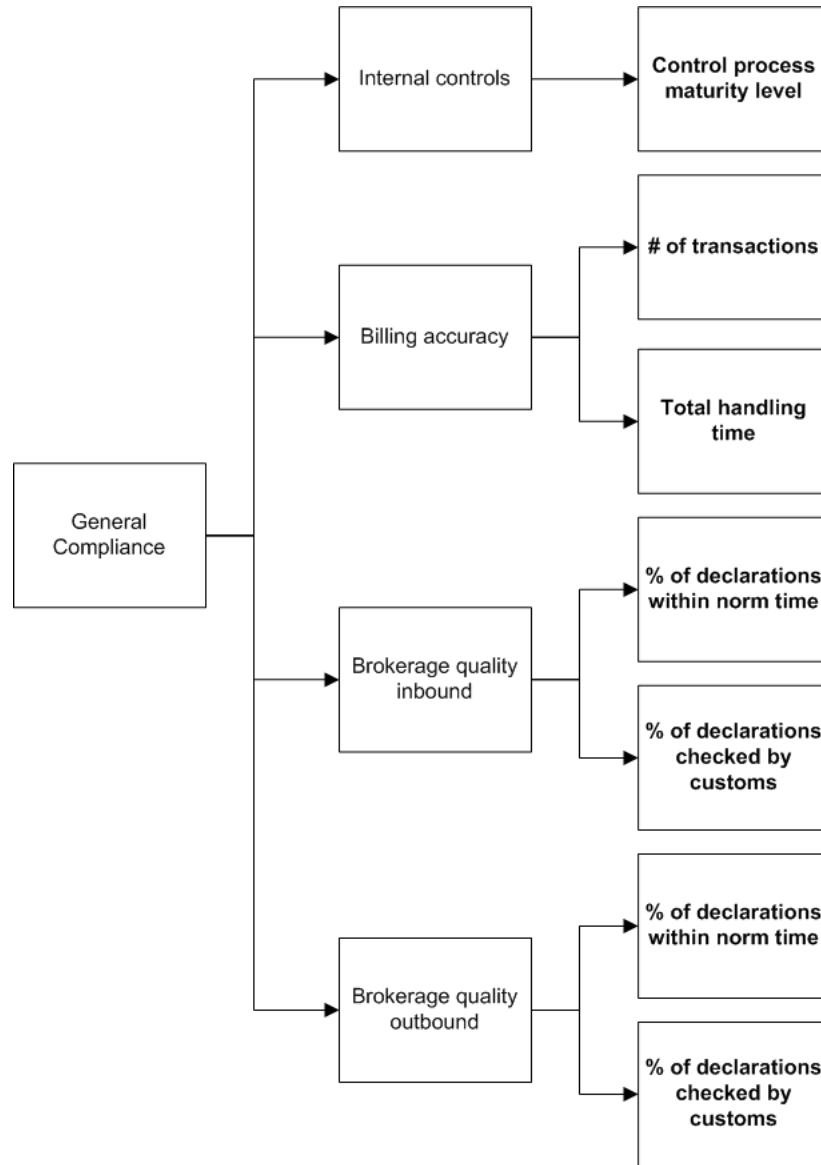 Internal controls
Control process
maturity level
# of transactions
Billing accuracy
Total handling
time
General
Compliance
% of declarations
within norm time
Brokerage quality
inbound
% of declarations
checked by
customs
% of declarations
within norm time
Brokerage quality
outbound
% of declarations
checked by
customs